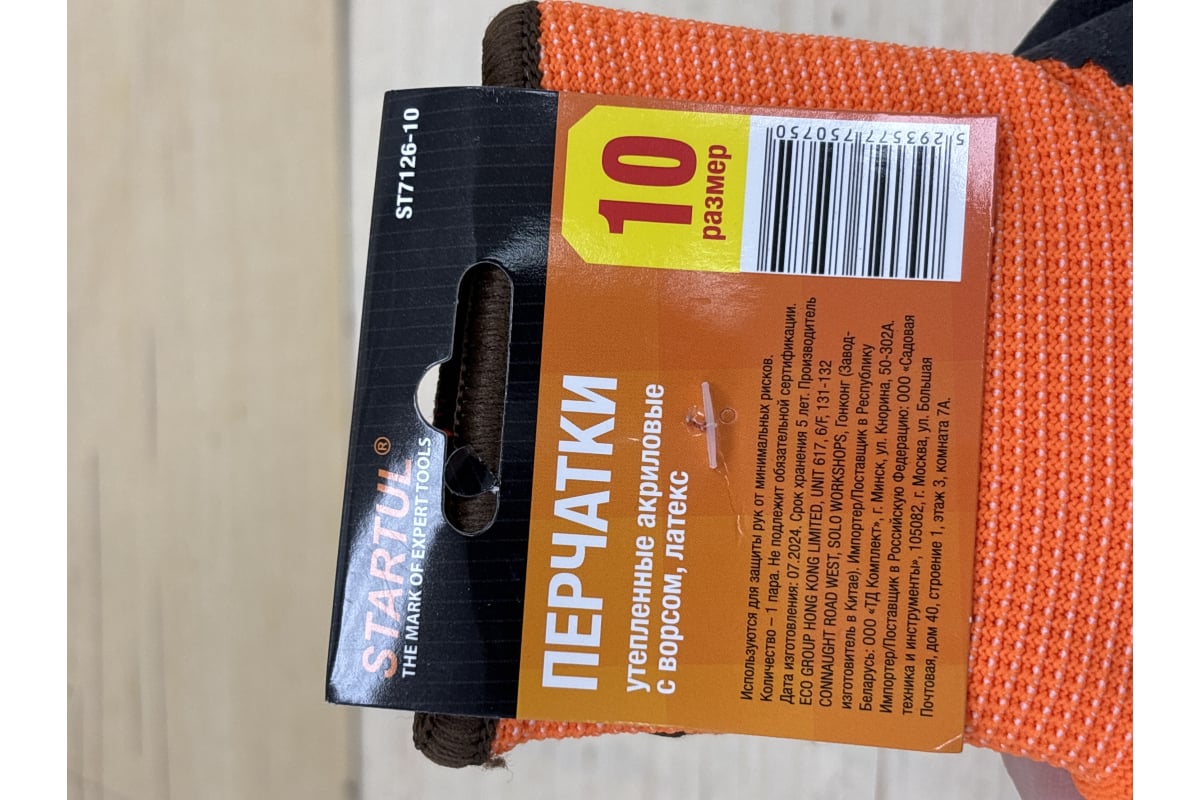 STARTUL®
THE MARK OF EXPERT TOOLS
ST7126-10
ПЕРЧАТКИ
утепленные акриловые
с ворсом, латекс
10
размер
5 293577 750750
Используются для защиты рук от минимальных рисков.
Количество – 1 пара. Не подлежит обязательной сертификации.
Дата изготовления: 07.2024. Срок хранения 5 лет. Производитель
ECO GROUP HONG KONG LIMITED, UNIT 617, 6/F, 131-132
CONNAUGHT ROAD WEST, SOLO WORKSHOPS, Гонконг (Завод-
изготовитель в Китае). Импортер/Поставщик в Республику
Беларусь: ООО «ТД Комплект», г. Минск, ул. Кнорина, 50-302А.
Импортер/Поставщик в Российскую Федерацию: ООО «Садовая
техника и инструменты», 105082, г. Москва, ул. Большая
Почтовая, дом 40, строение 1, этаж 3, комната 7А.